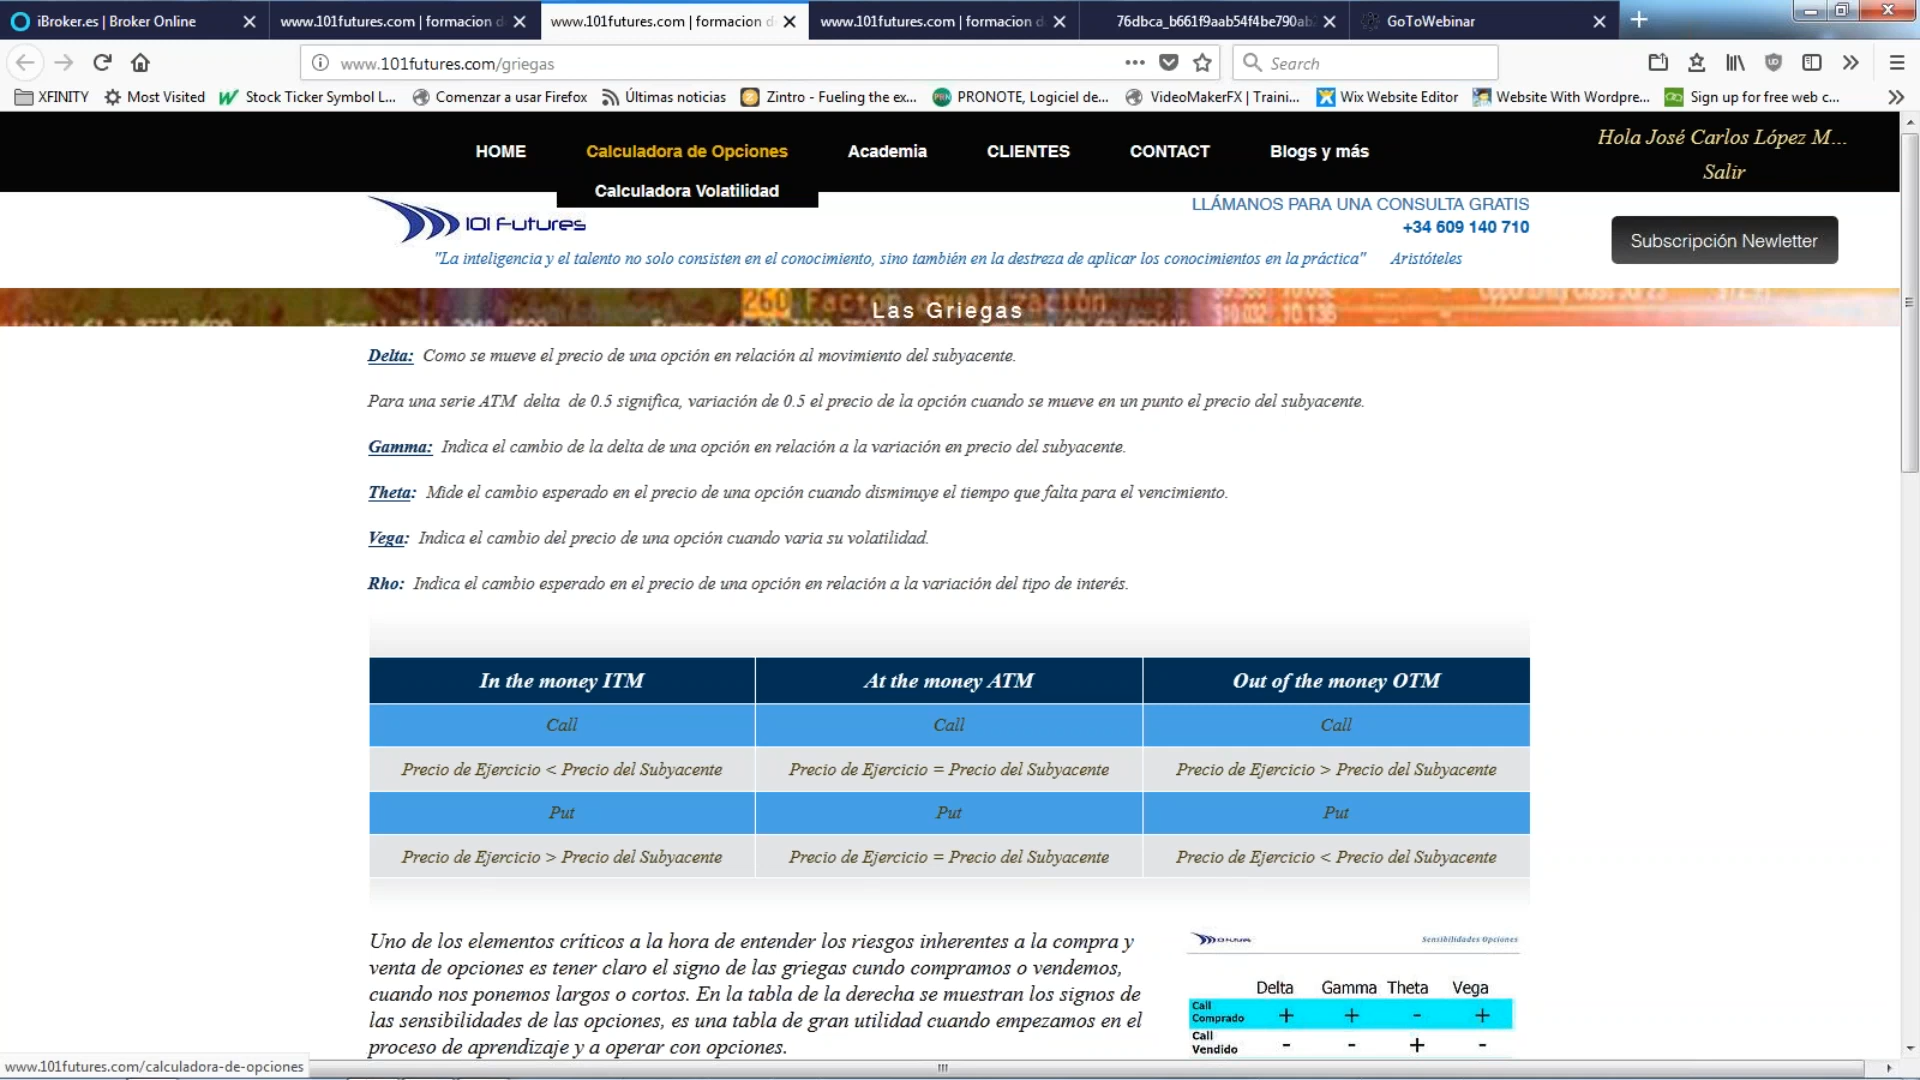 iBroker.es | Broker Online
www.101futures.com | formacion d
www.101futures.com | formacion d
www.101futures.com | formacion d
76dbca_b661f9aab54f4be790ab
GoToWebinar
www.101futures.com/griegas
Search
XFINITY
Most Visited
Stock Ticker Symbol L...
Comenzar a usar Firefox
Últimas noticias
Zintro - Fueling the ex...
PRONOTE, Logiciel de...
VideoMakerFX | Traini...
Wix Website Editor
Website With Wordpre...
Sign up for free web c...
HOME
Calculadora de Opciones
Academia
CLIENTES
CONTACT
Blogs y más
Hola José Carlos López M...
Salir
Calculadora Volatilidad
101 Futures
LLÁMANOS PARA UNA CONSULTA GRATIS
+34 609 140 710
Subscripción Newletter
"La inteligencia y el talento no solo consisten en el conocimiento, sino también en la destreza de aplicar los conocimientos en la práctica" Aristóteles
Las Griegas
Delta: Como se mueve el precio de una opción en relación al movimiento del subyacente.
Para una serie ATM delta de 0.5 significa, variación de 0.5 el precio de la opción cuando se mueve en un punto el precio del subyacente.
Gamma: Indica el cambio de la delta de una opción en relación a la variación en precio del subyacente.
Theta: Mide el cambio esperado en el precio de una opción cuando disminuye el tiempo que falta para el vencimiento.
Vega: Indica el cambio del precio de una opción cuando varia su volatilidad.
Rho: Indica el cambio esperado en el precio de una opción en relación a la variación del tipo de interés.
In the money ITM
At the money ATM
Out of the money OTM
Call
Call
Call
Precio de Ejercicio < Precio del Subyacente
Precio de Ejercicio = Precio del Subyacente
Precio de Ejercicio > Precio del Subyacente
Put
Put
Put
Precio de Ejercicio > Precio del Subyacente
Precio de Ejercicio = Precio del Subyacente
Precio de Ejercicio < Precio del Subyacente
Uno de los elementos críticos a la hora de entender los riesgos inherentes a la compra y
venta de opciones es tener claro el signo de las griegas cundo compramos o vendemos,
cuando nos ponemos largos o cortos. En la tabla de la derecha se muestran los signos de
las sensibilidades de las opciones, es una tabla de gran utilidad cuando empezamos en el
proceso de aprendizaje y a operar con opciones.
Sensibilidades Opciones
Delta Gamma Theta Vega
Call
Comprado + + - +
Call
Vendido - - + -
www.101futures.com/calculadora-de-opciones